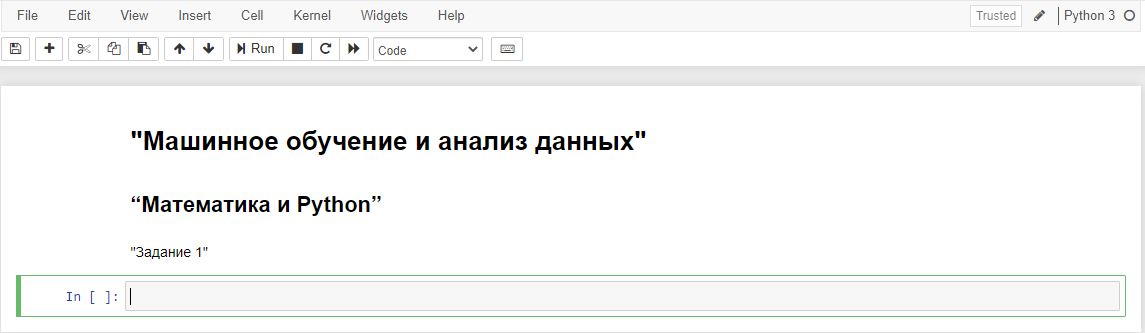 File Edit View Insert Cell Kernel Widgets Help Trusted Python 3
Run Code
"Машинное обучение и анализ данных"
“Математика и Python”
"Задание 1"
In [ ]: